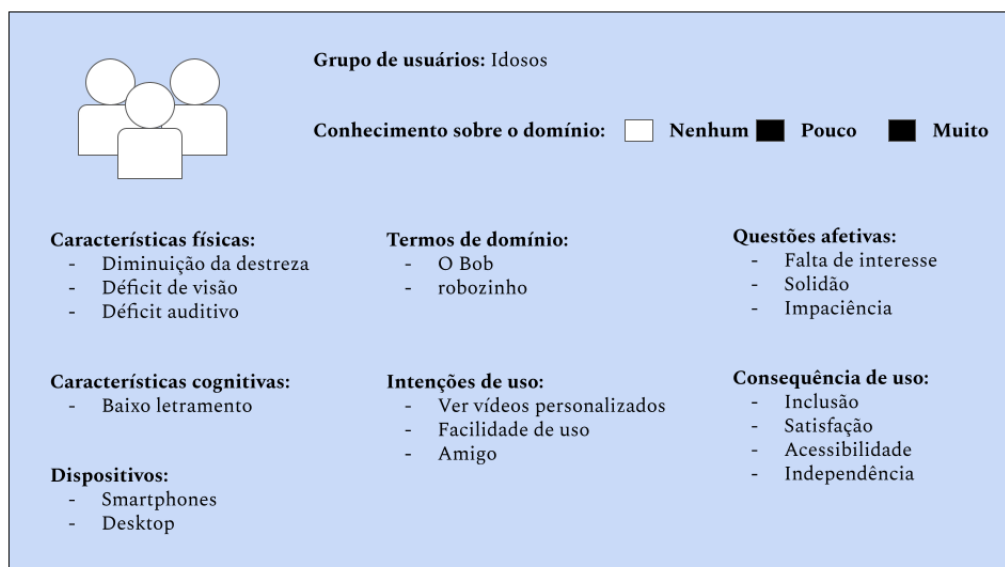 Grupo de usuários: Idosos
Conhecimento sobre o domínio: Nenhum Pouco Muito
Características físicas:
- Diminuição da destreza
- Déficit de visão
- Déficit auditivo
Termos de domínio:
- O Bob
- robozinho
Questões afetivas:
- Falta de interesse
- Solidão
- Impaciência
Características cognitivas:
- Baixo letramento
Intenções de uso:
- Ver vídeos personalizados
- Facilidade de uso
- Amigo
Consequência de uso:
- Inclusão
- Satisfação
- Acessibilidade
- Independência
Dispositivos:
- Smartphones
- Desktop